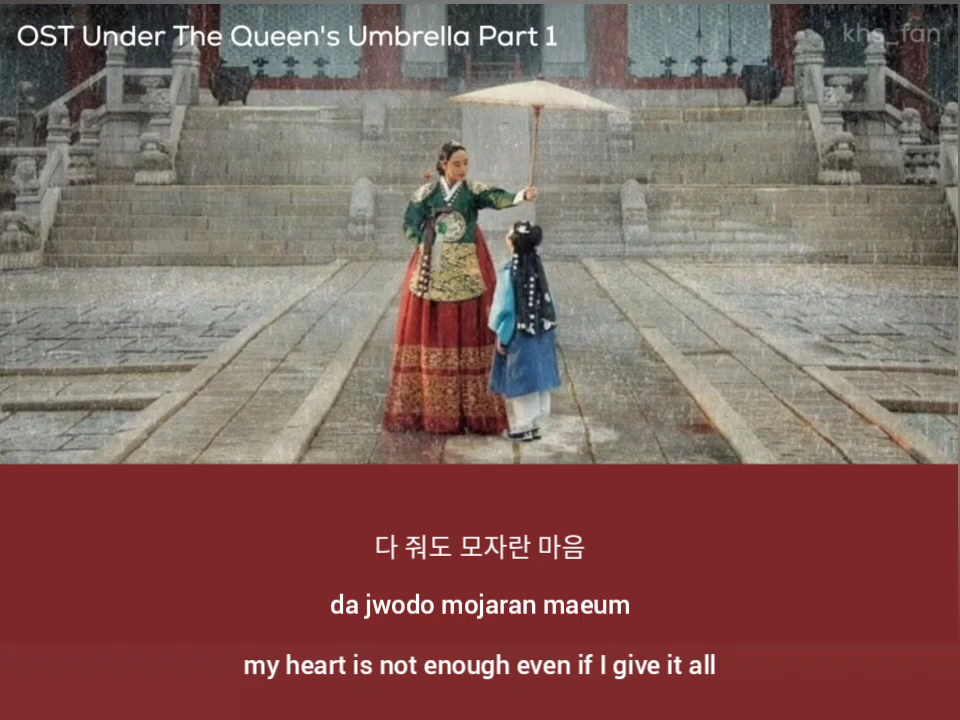 OST Under The Queen's Umbrella Part 1
khs_fan
다 줘도 모자란 마음
da jwodo mojaran maeum
my heart is not enough even if I give it all